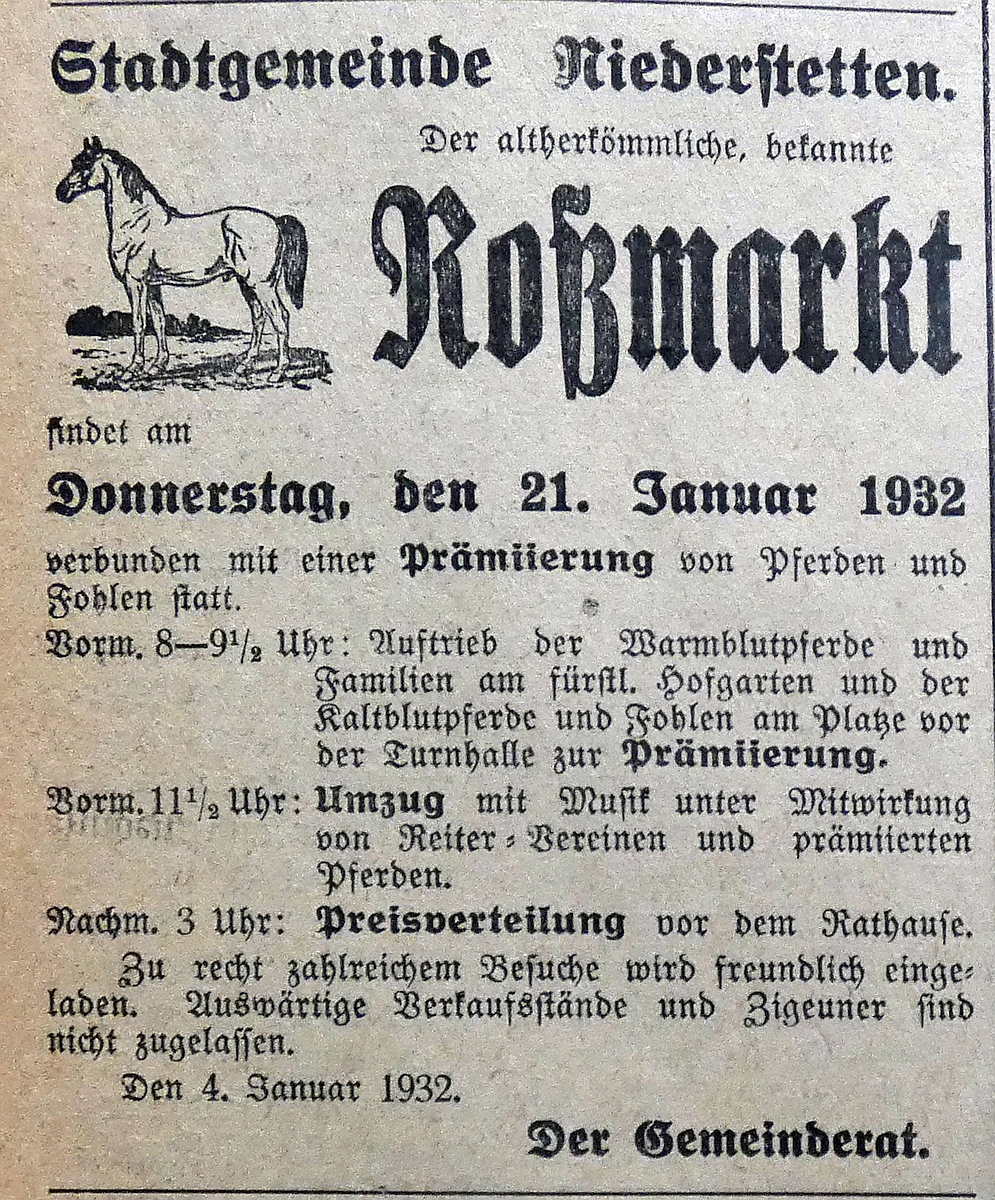 Stadtgemeinde Niederstetten.
Der altherkömmliche, bekannte
Roßmarkt
findet am
Donnerstag, den 21. Januar 1932
verbunden mit einer Prämiierung von Pferden und
Fohlen statt.
Vorm. 8—9½ Uhr: Auftrieb der Warmblutpferde und
Familien am fürstl. Hofgarten und der
Kaltblutpferde und Fohlen am Platze vor
der Turnhalle zur Prämiierung.
Vorm. 11½ Uhr: Umzug mit Musik unter Mitwirkung
von Reiter-Vereinen und prämiierten
Pferden.
Nachm. 3 Uhr: Preisverteilung vor dem Rathause.
Zu recht zahlreichem Besuche wird freundlich einge-
laden. Auswärtige Verkaufsstände und Zigeuner sind
nicht zugelassen.
Den 4. Januar 1932.
Der Gemeinderat.